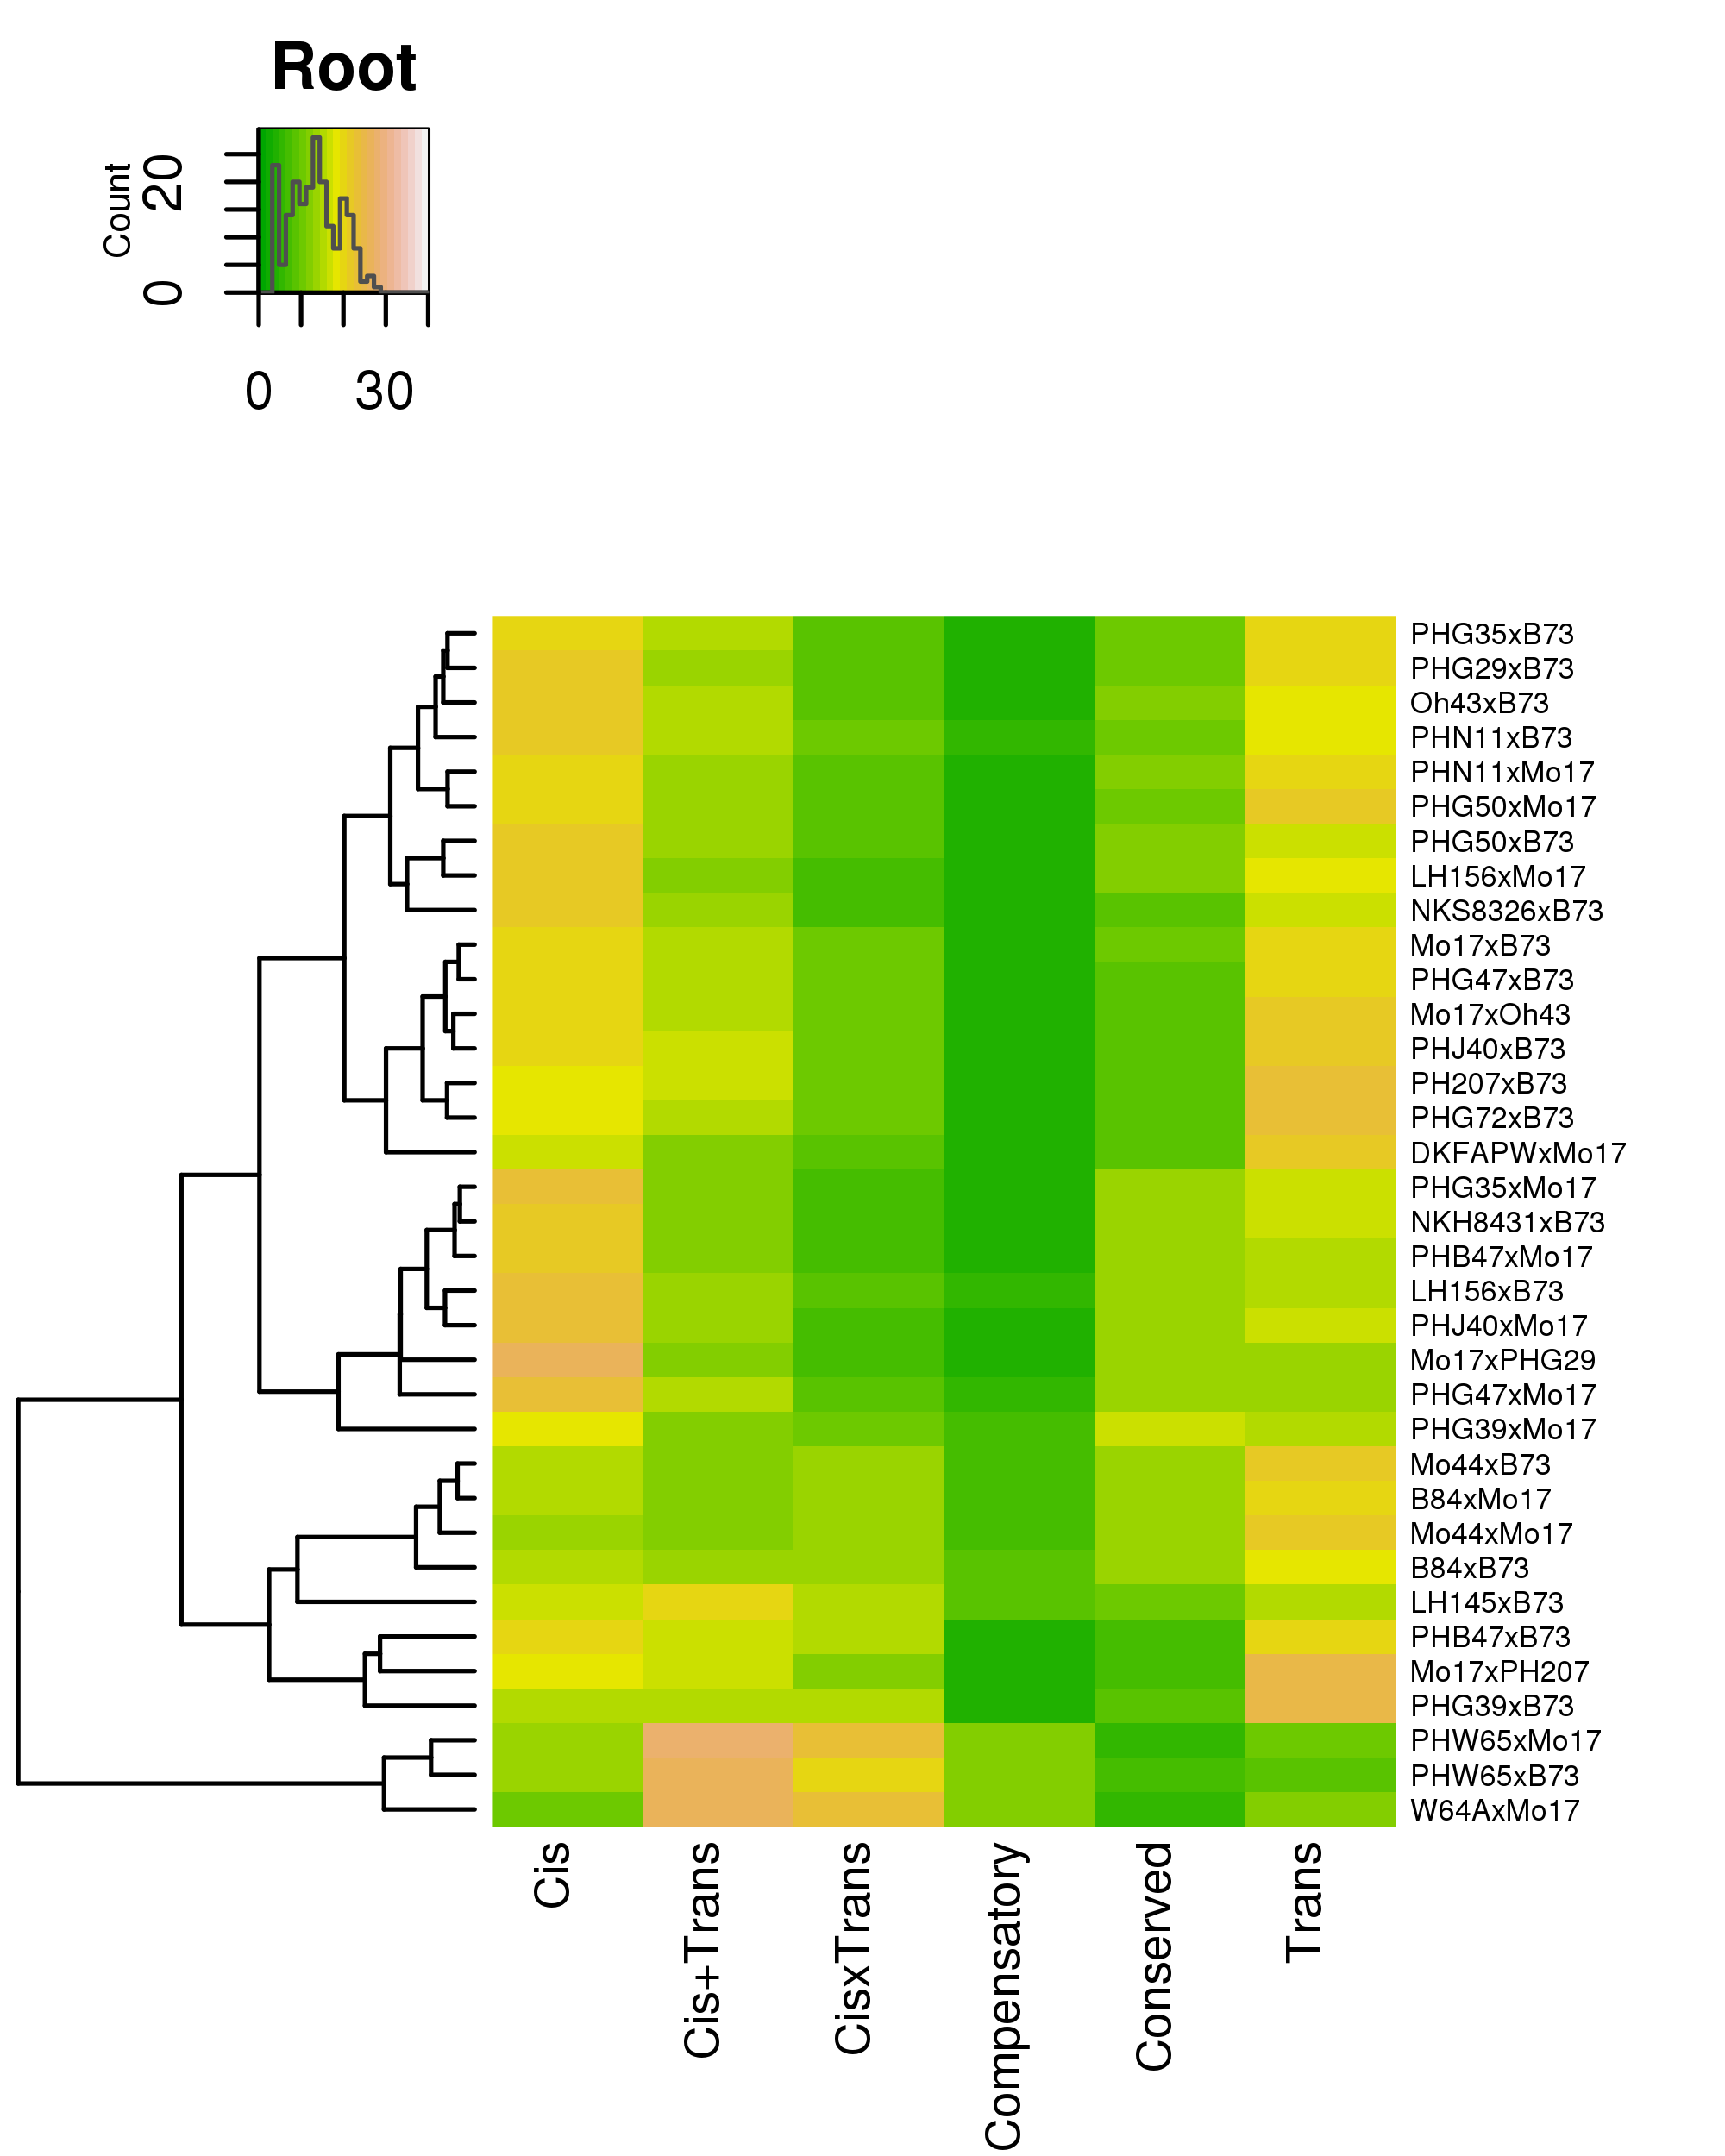 Root
Count
20
0
0
30
PHG35xB73
PHG29xB73
Oh43xB73
PHN11xB73
PHN11xMo17
PHG50xMo17
PHG50xB73
LH156xMo17
NKS8326xB73
Mo17xB73
PHG47xB73
Mo17xOh43
PHJ40xB73
PH207xB73
PHG72xB73
DKFAPWxMo17
PHG35xMo17
NKH8431xB73
PHB47xMo17
LH156xB73
PHJ40xMo17
Mo17xPHG29
PHG47xMo17
PHG39xMo17
Mo44xB73
B84xMo17
Mo44xMo17
B84xB73
LH145xB73
PHB47xB73
Mo17xPH207
PHG39xB73
PHW65xMo17
PHW65xB73
W64AxMo17
Cis
Cis+Trans
CisxTrans
Compensatory
Conserved
Trans